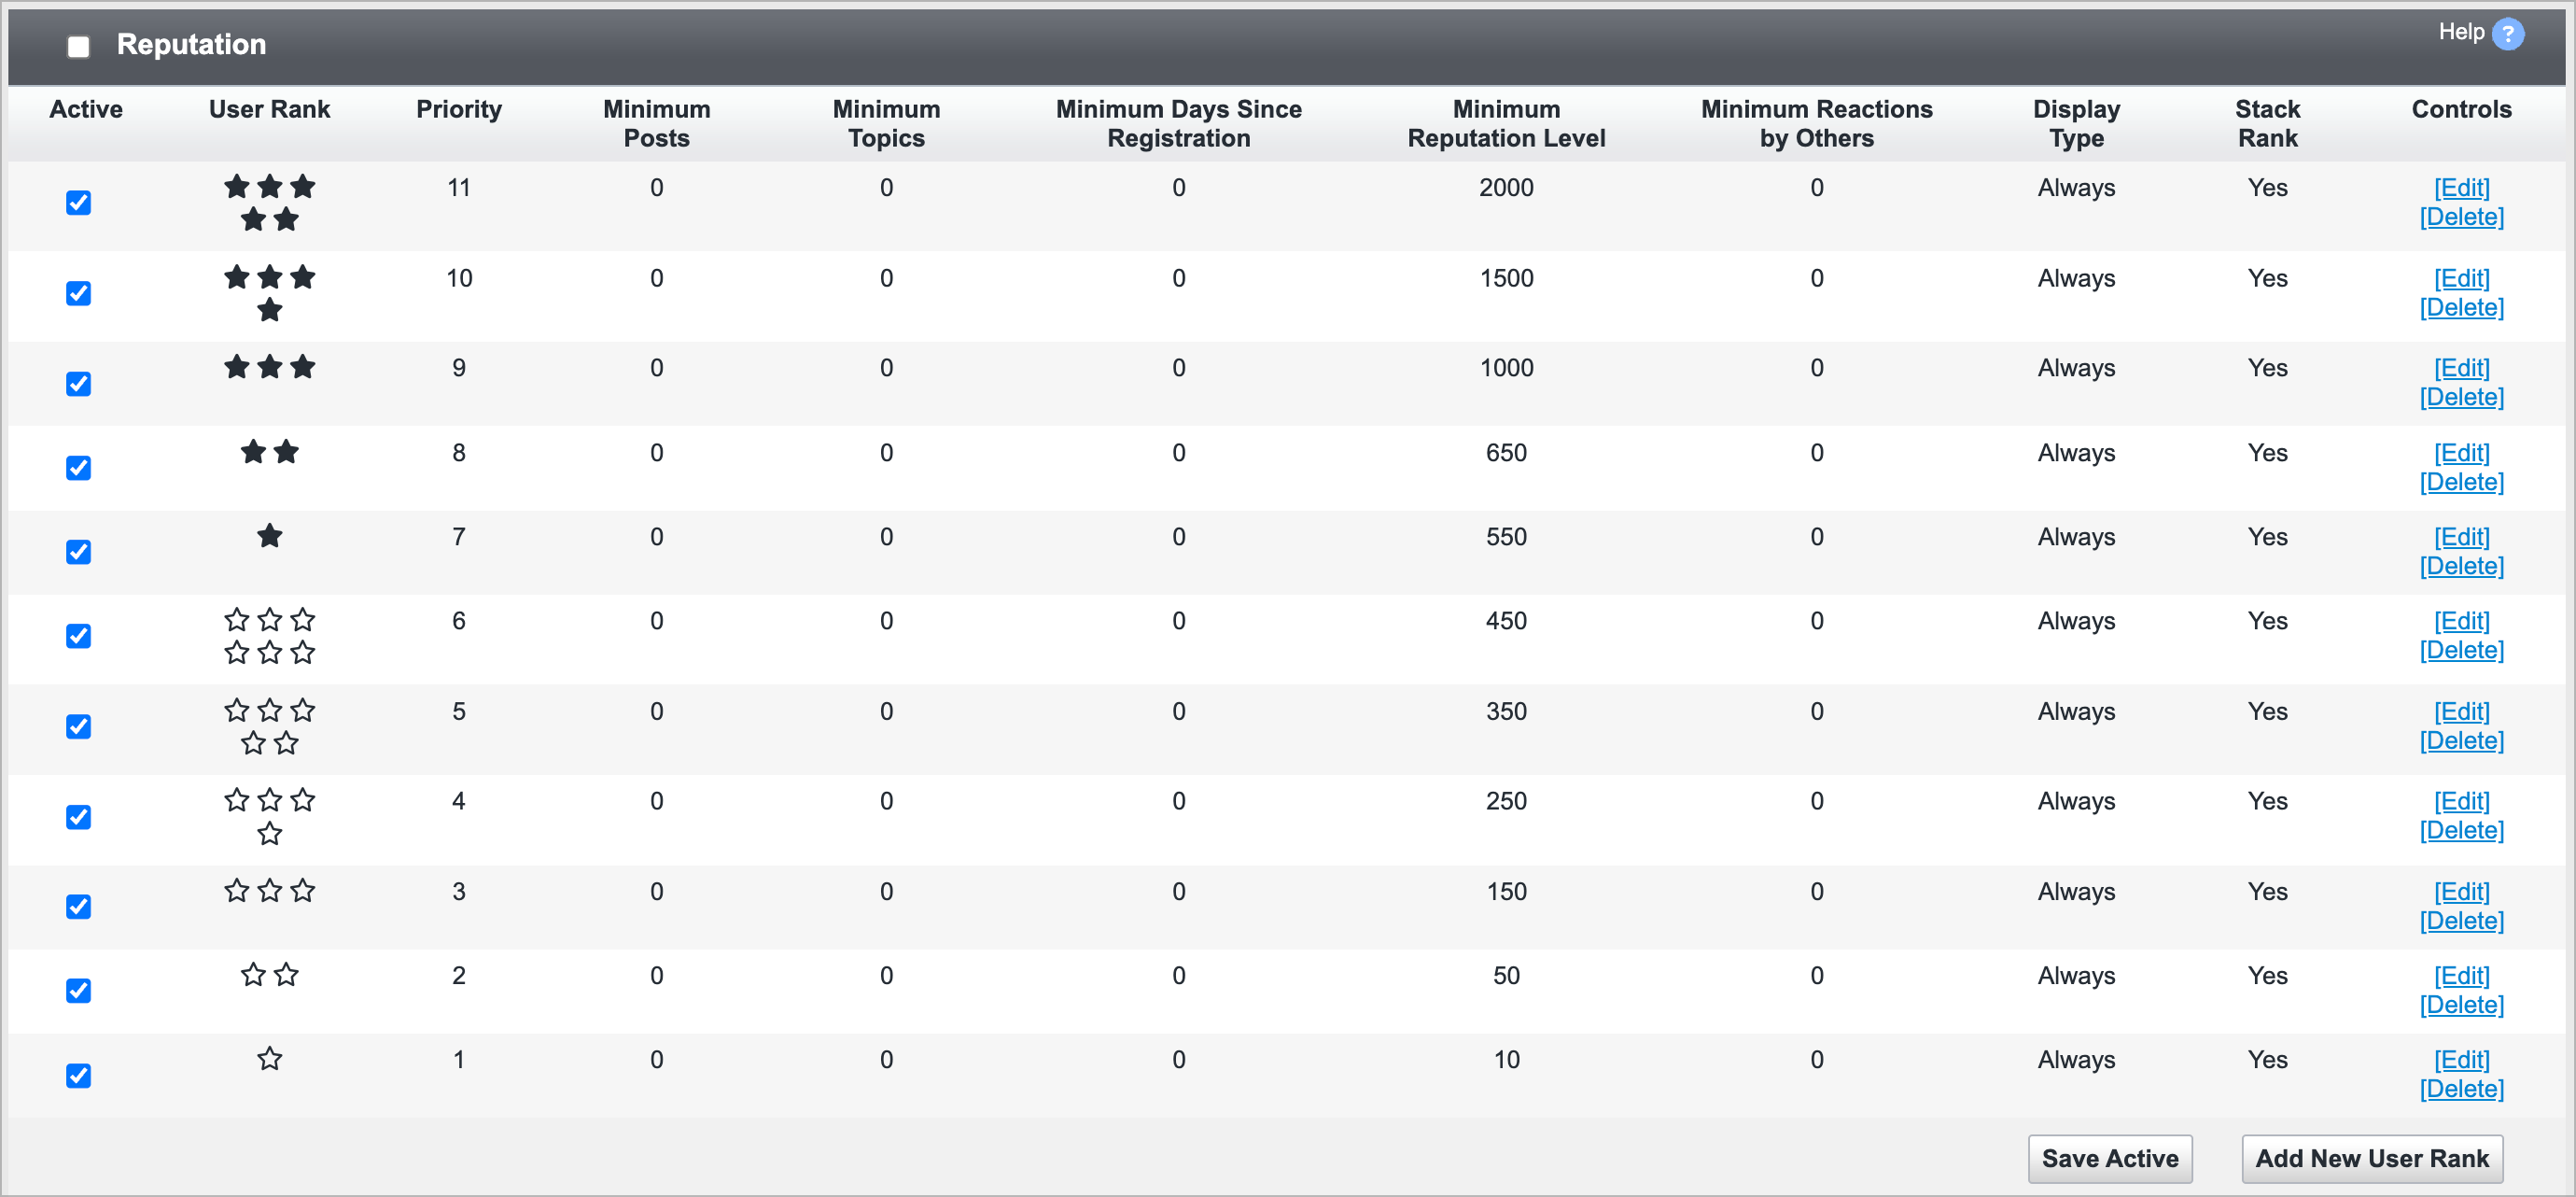 Reputation
Help ?
Active User Rank Priority Minimum Posts Minimum Topics Minimum Days Since Registration Minimum Reputation Level Minimum Reactions by Others Display Type Stack Rank Controls
11 0 0 0 2000 0 Always Yes [Edit]
[Delete]
10 0 0 0 1500 0 Always Yes [Edit]
[Delete]
9 0 0 0 1000 0 Always Yes [Edit]
[Delete]
8 0 0 0 650 0 Always Yes [Edit]
[Delete]
7 0 0 0 550 0 Always Yes [Edit]
[Delete]
6 0 0 0 450 0 Always Yes [Edit]
[Delete]
5 0 0 0 350 0 Always Yes [Edit]
[Delete]
4 0 0 0 250 0 Always Yes [Edit]
[Delete]
3 0 0 0 150 0 Always Yes [Edit]
[Delete]
2 0 0 0 50 0 Always Yes [Edit]
[Delete]
1 0 0 0 10 0 Always Yes [Edit]
[Delete]
Save Active Add New User Rank